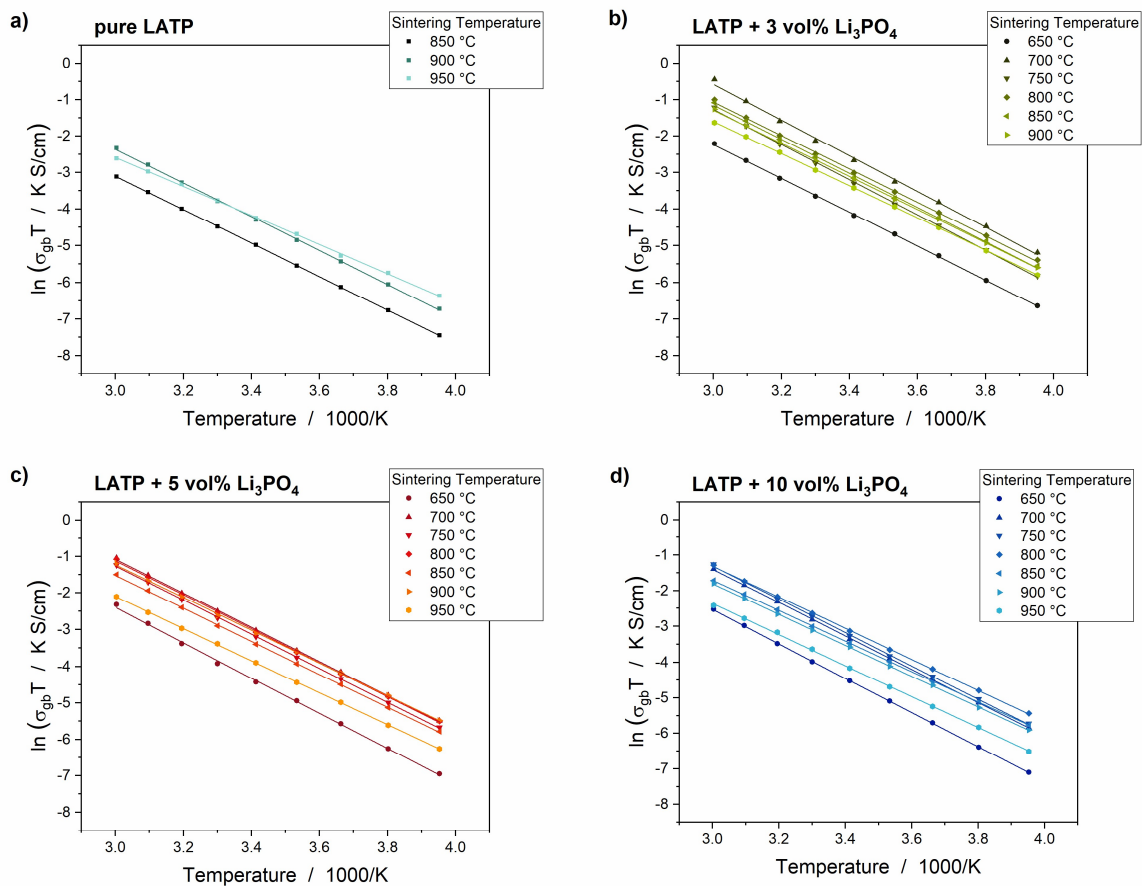 a)
pure LATP
Sintering Temperature
850 °C
900 °C
950 °C
0
-1
-2
-3
-4
-5
-6
-7
-8
ln (σgbT / K S/cm)
3.0 3.2 3.4 3.6 3.8 4.0
Temperature / 1000/K
b)
LATP + 3 vol% Li₃PO₄
Sintering Temperature
650 °C
700 °C
750 °C
800 °C
850 °C
900 °C
0
-1
-2
-3
-4
-5
-6
-7
-8
ln (σgbT / K S/cm)
3.0 3.2 3.4 3.6 3.8 4.0
Temperature / 1000/K
c)
LATP + 5 vol% Li₃PO₄
Sintering Temperature
650 °C
700 °C
750 °C
800 °C
850 °C
900 °C
950 °C
0
-1
-2
-3
-4
-5
-6
-7
-8
ln (σgbT / K S/cm)
3.0 3.2 3.4 3.6 3.8 4.0
Temperature / 1000/K
d)
LATP + 10 vol% Li₃PO₄
Sintering Temperature
650 °C
700 °C
750 °C
800 °C
850 °C
900 °C
950 °C
0
-1
-2
-3
-4
-5
-6
-7
-8
ln (σgbT / K S/cm)
3.0 3.2 3.4 3.6 3.8 4.0
Temperature / 1000/K